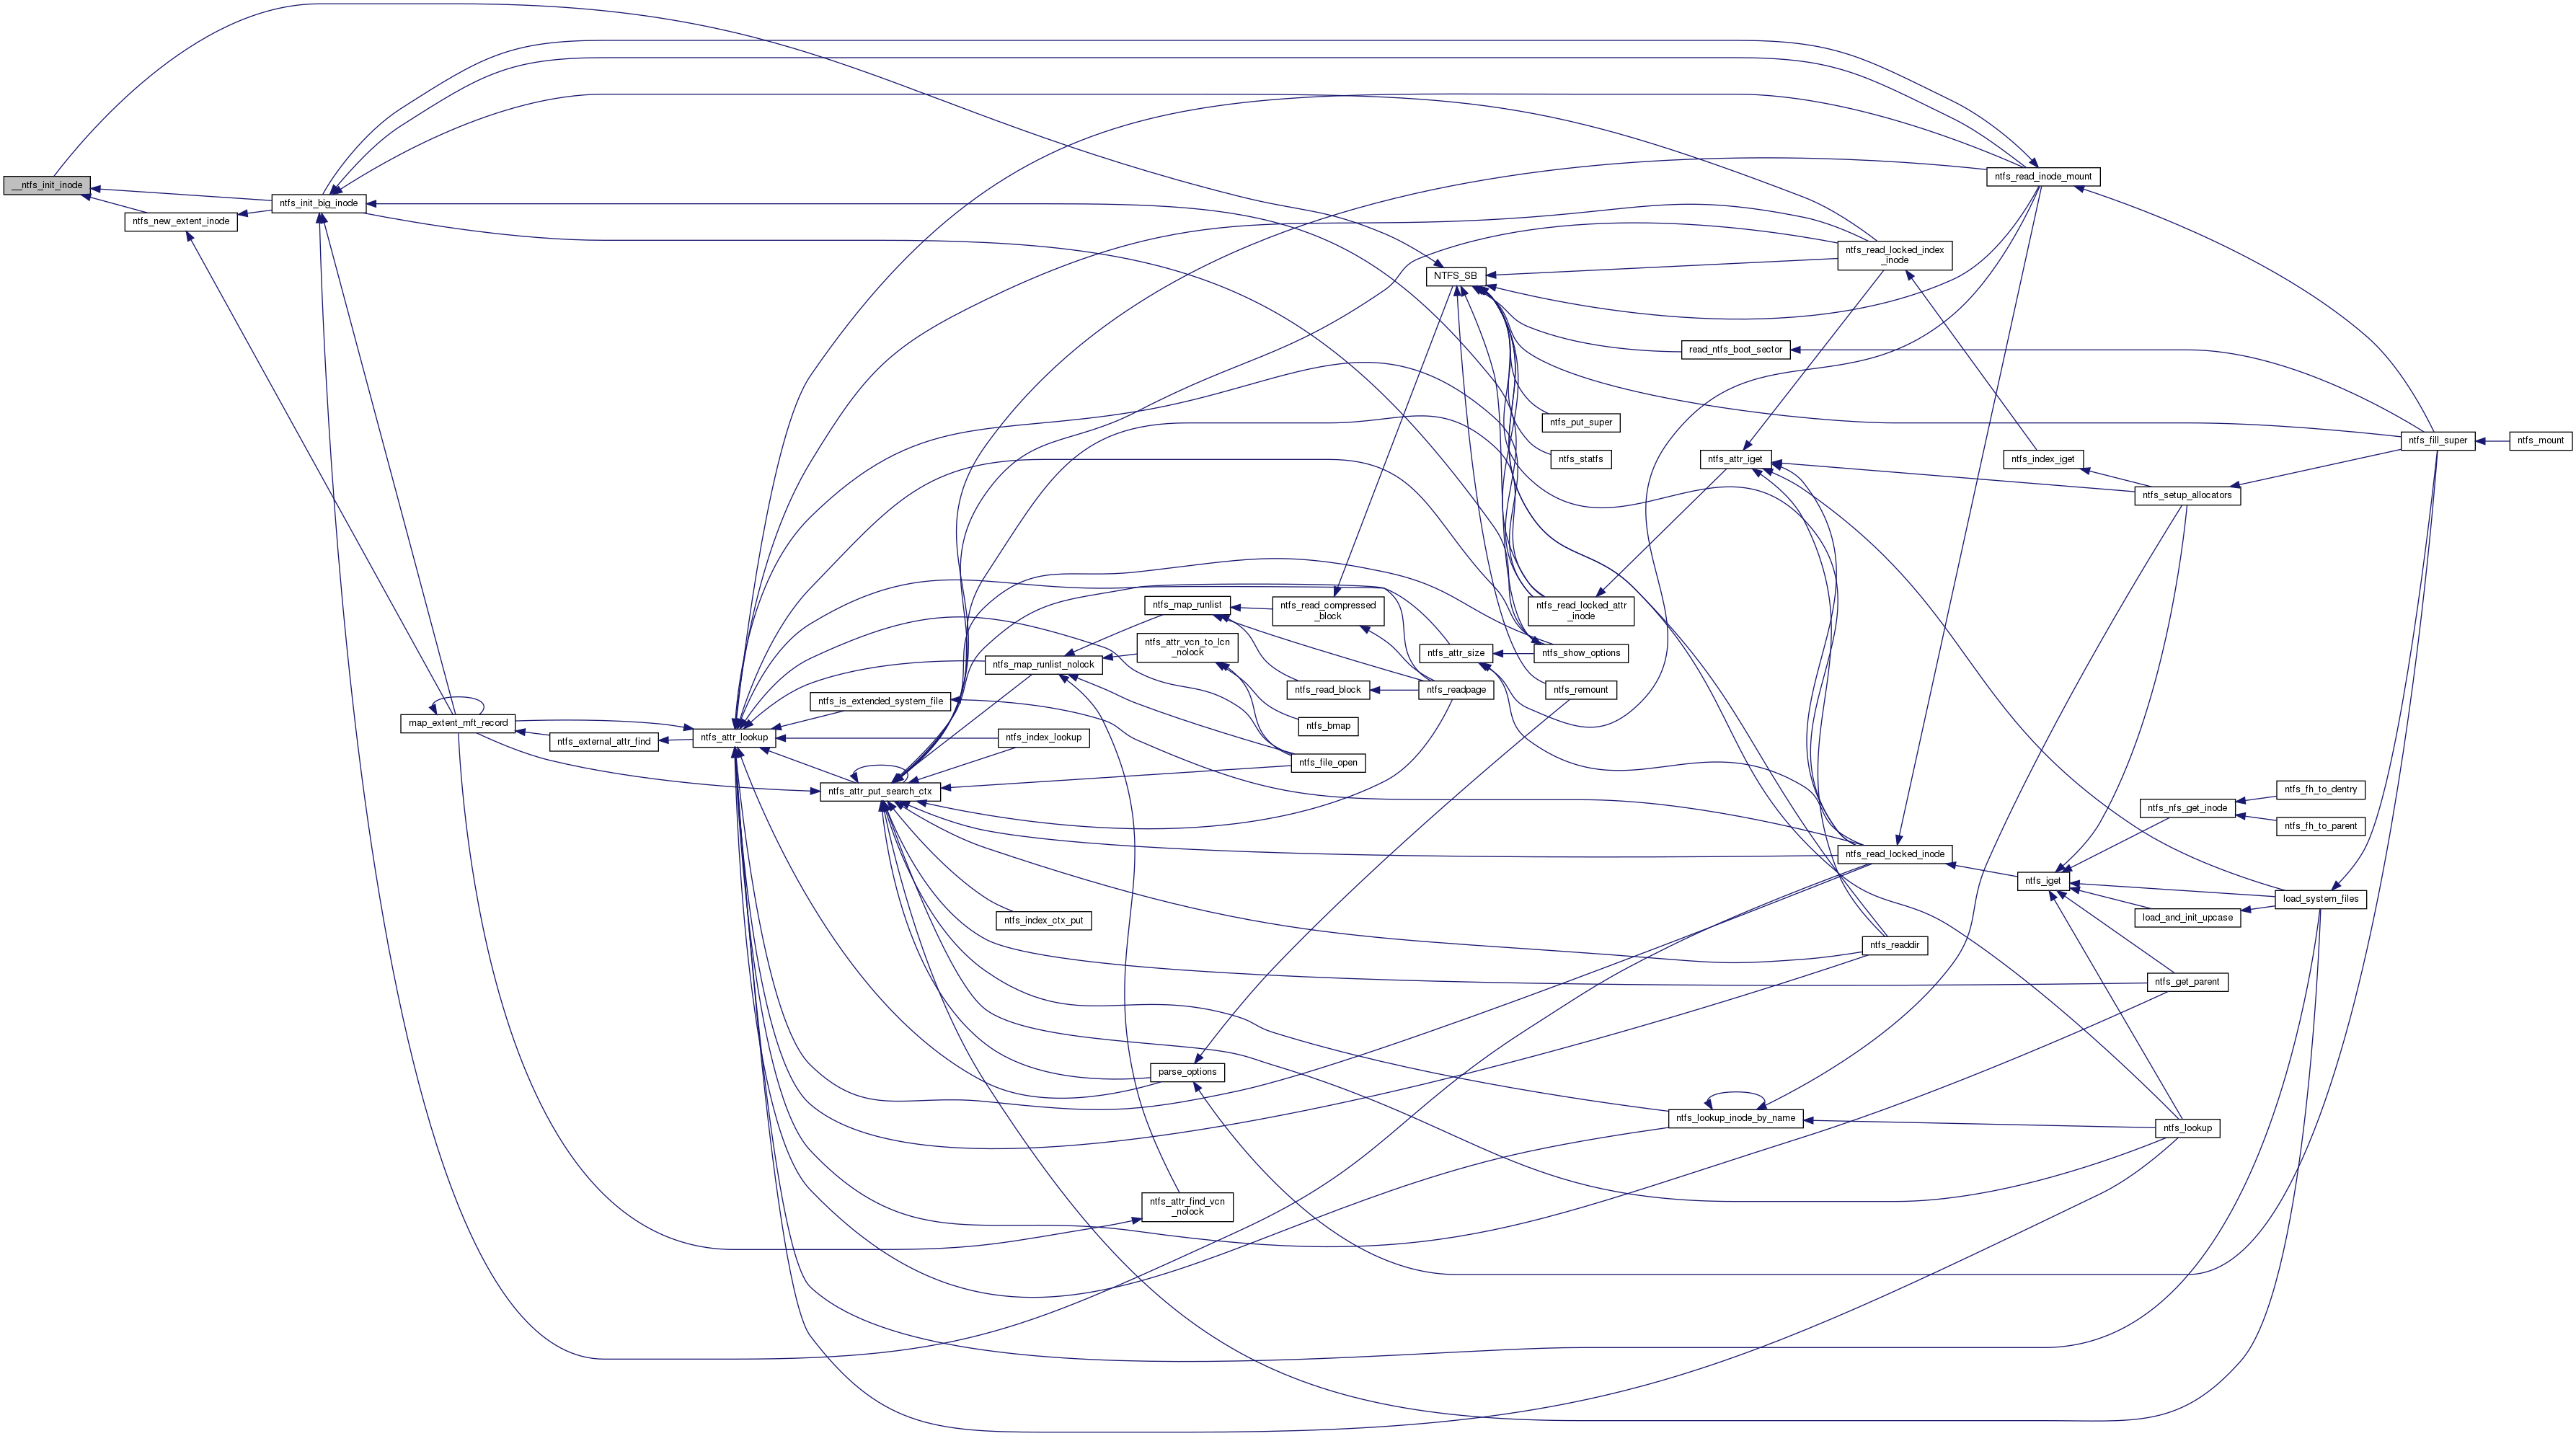 __ntfs_init_inode
ntfs_new_extent_inode
ntfs_init_big_inode
map_extent_mft_record
ntfs_external_attr_find
ntfs_attr_lookup
ntfs_is_extended_system_file
ntfs_attr_put_search_ctx
ntfs_map_runlist_nolock
ntfs_index_lookup
ntfs_index_ctx_put
ntfs_map_runlist
ntfs_attr_vcn_to_lcn
_nolock
parse_options
ntfs_attr_find_vcn
_nolock
ntfs_read_compressed
_block
ntfs_read_block
ntfs_bmap
ntfs_file_open
NTFS_SB
ntfs_attr_size
ntfs_readpage
ntfs_put_super
ntfs_statfs
ntfs_read_locked_attr
_inode
ntfs_show_options
ntfs_remount
read_ntfs_boot_sector
ntfs_attr_iget
ntfs_lookup_inode_by_name
ntfs_read_locked_index
_inode
ntfs_read_locked_inode
ntfs_readdir
ntfs_read_inode_mount
ntfs_index_iget
ntfs_iget
ntfs_setup_allocators
ntfs_nfs_get_inode
load_and_init_upcase
ntfs_get_parent
ntfs_lookup
ntfs_fh_to_dentry
ntfs_fh_to_parent
load_system_files
ntfs_fill_super
ntfs_mount